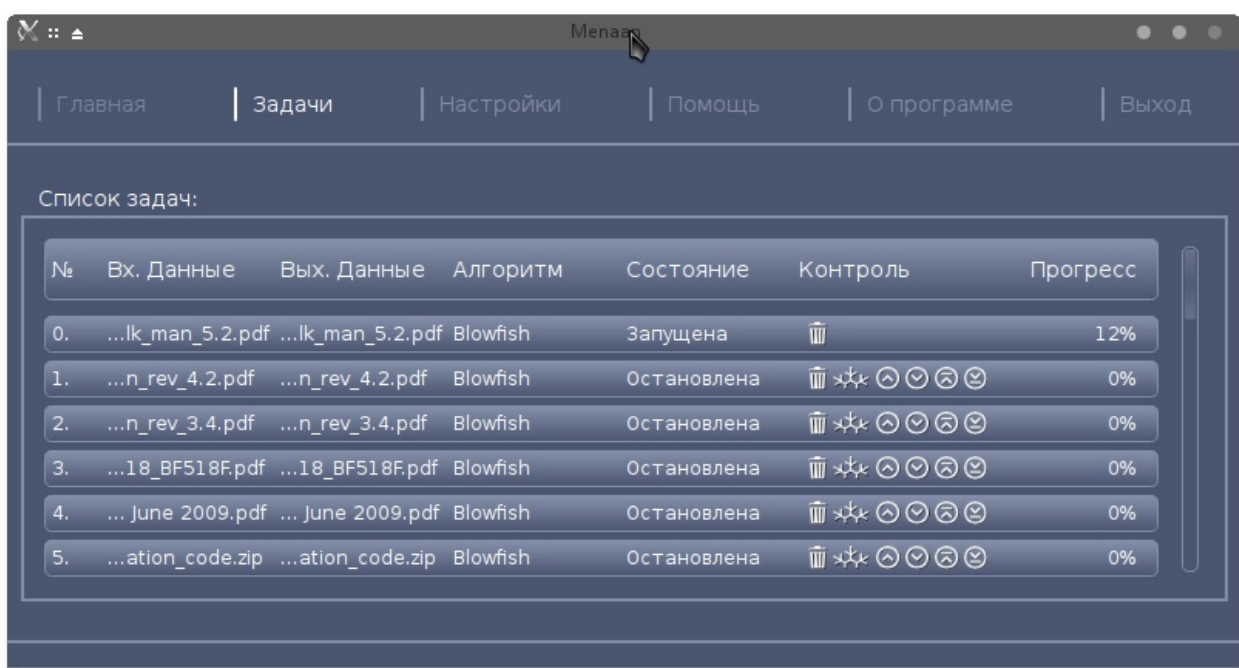 Menaan
Главная Задачи Настройки Помощь О программе Выход
Список задач:
№ Вх. Данные Вых. Данные Алгоритм Состояние Контроль Прогресс
0. ...lk_man_5.2.pdf ...lk_man_5.2.pdf Blowfish Запущена 12%
1. ...n_rev_4.2.pdf ...n_rev_4.2.pdf Blowfish Остановлена 0%
2. ...n_rev_3.4.pdf ...n_rev_3.4.pdf Blowfish Остановлена 0%
3. ...18_BF518F.pdf ...18_BF518F.pdf Blowfish Остановлена 0%
4. ... June 2009.pdf ... June 2009.pdf Blowfish Остановлена 0%
5. ...ation_code.zip ...ation_code.zip Blowfish Остановлена 0%